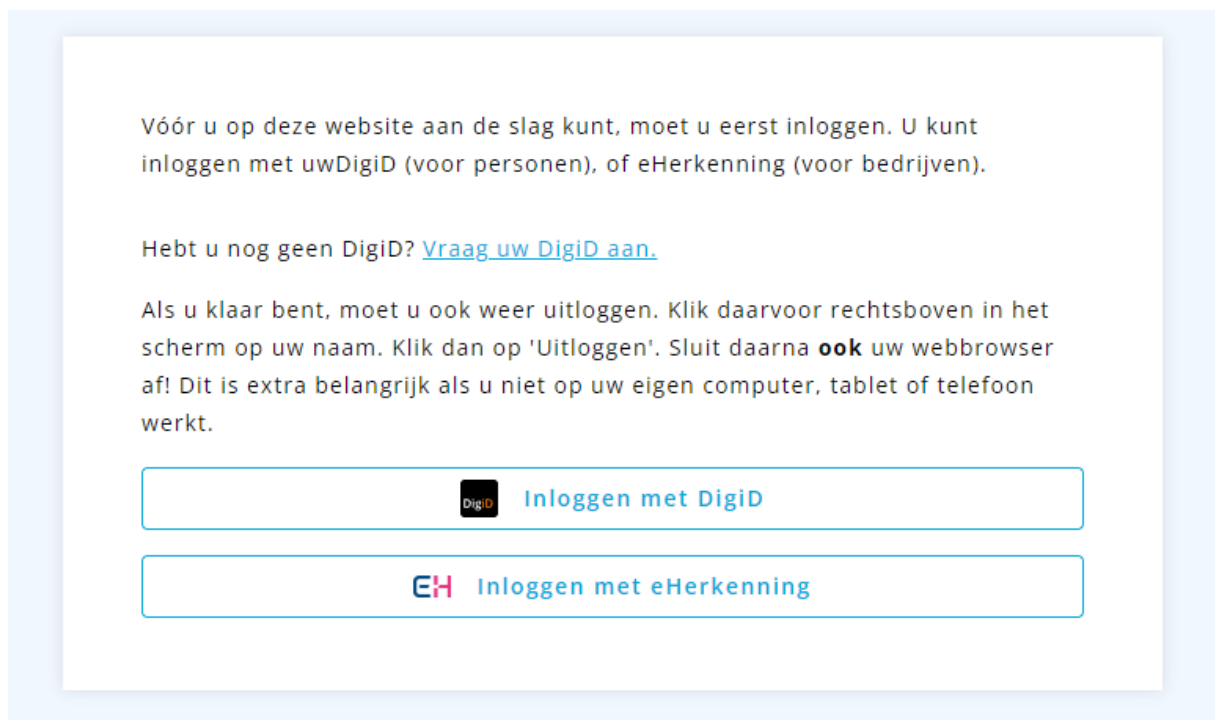 Vóór u op deze website aan de slag kunt, moet u eerst inloggen. U kunt
inloggen met uwDigiD (voor personen), of eHerkenning (voor bedrijven).
Hebt u nog geen DigiD? Vraag uw DigiD aan.
Als u klaar bent, moet u ook weer uitloggen. Klik daarvoor rechtsboven in het
scherm op uw naam. Klik dan op 'Uitloggen'. Sluit daarna ook uw webbrowser
af! Dit is extra belangrijk als u niet op uw eigen computer, tablet of telefoon
werkt.
DigiD Inloggen met DigiD
EH Inloggen met eHerkenning